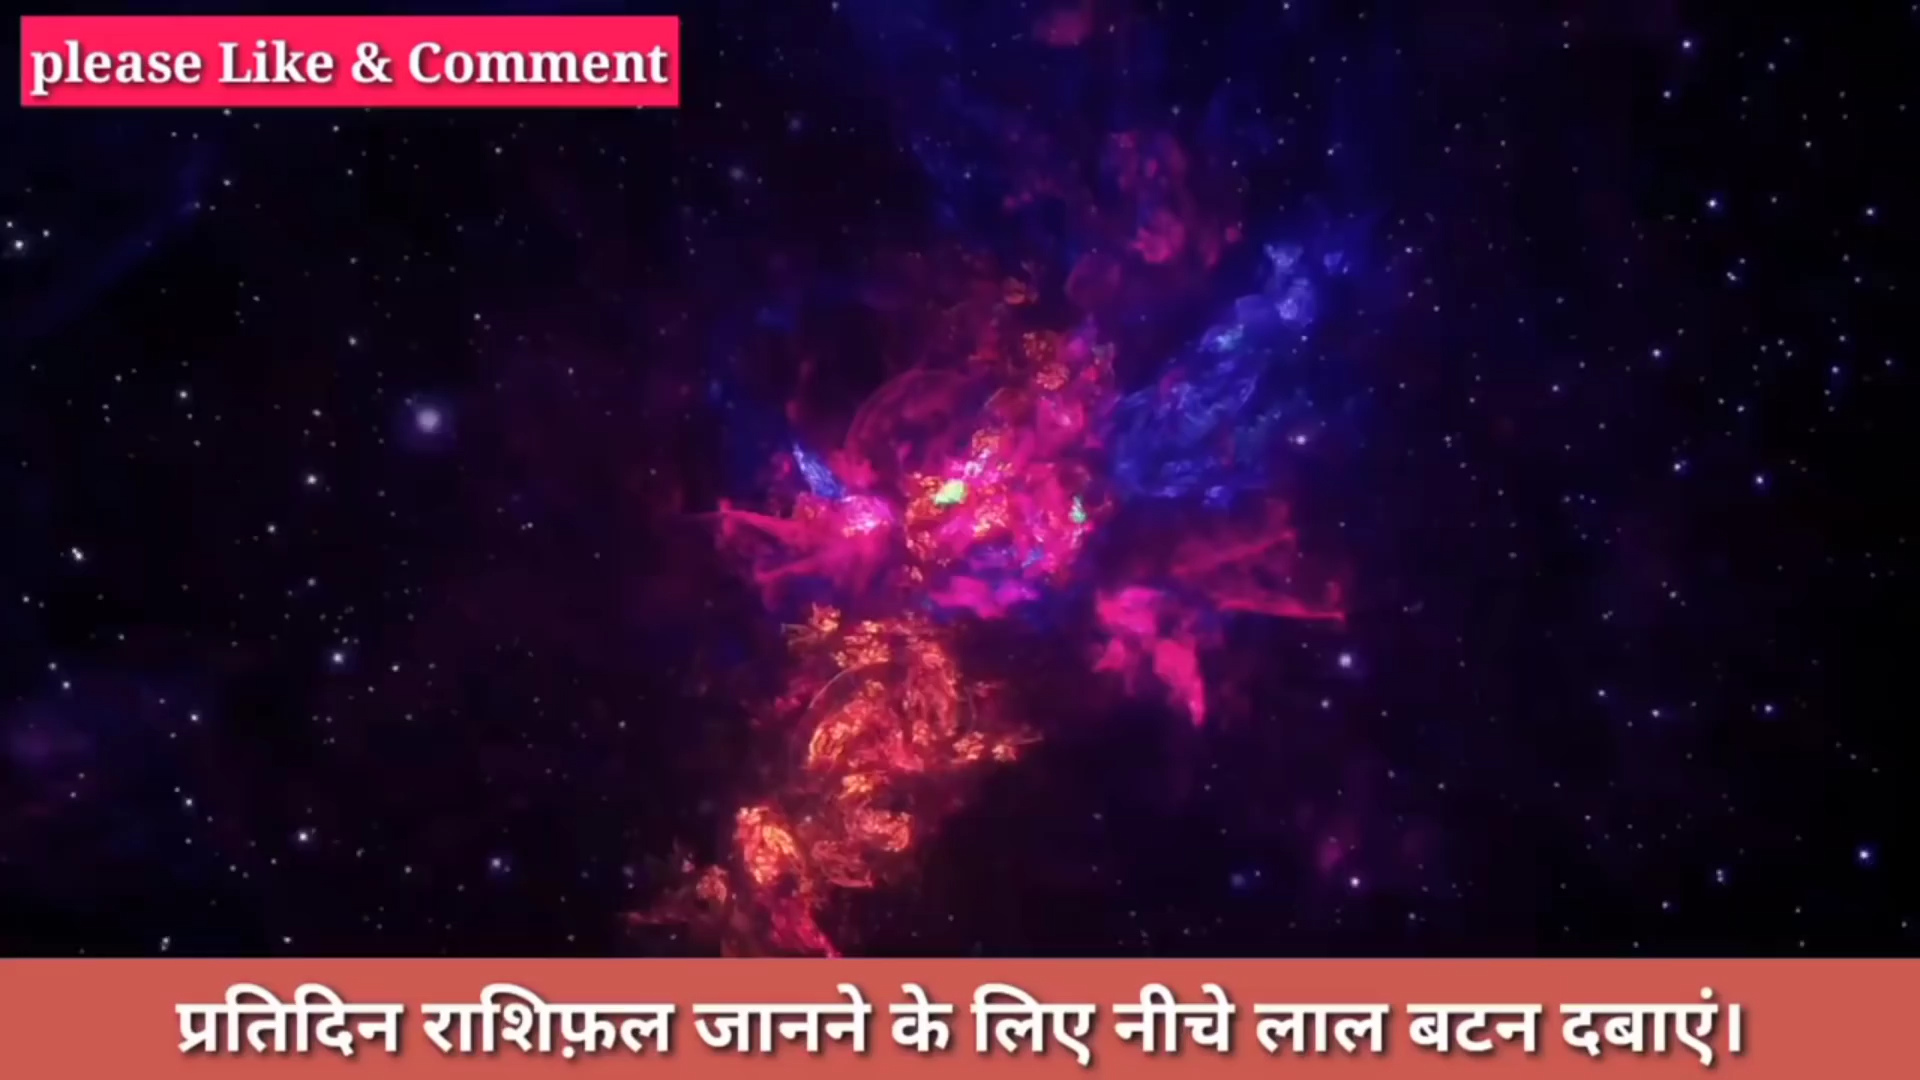 please Like & Comment
प्रतिदिन राशिफ़ल जानने के लिए नीचे लाल बटन दबाएं।